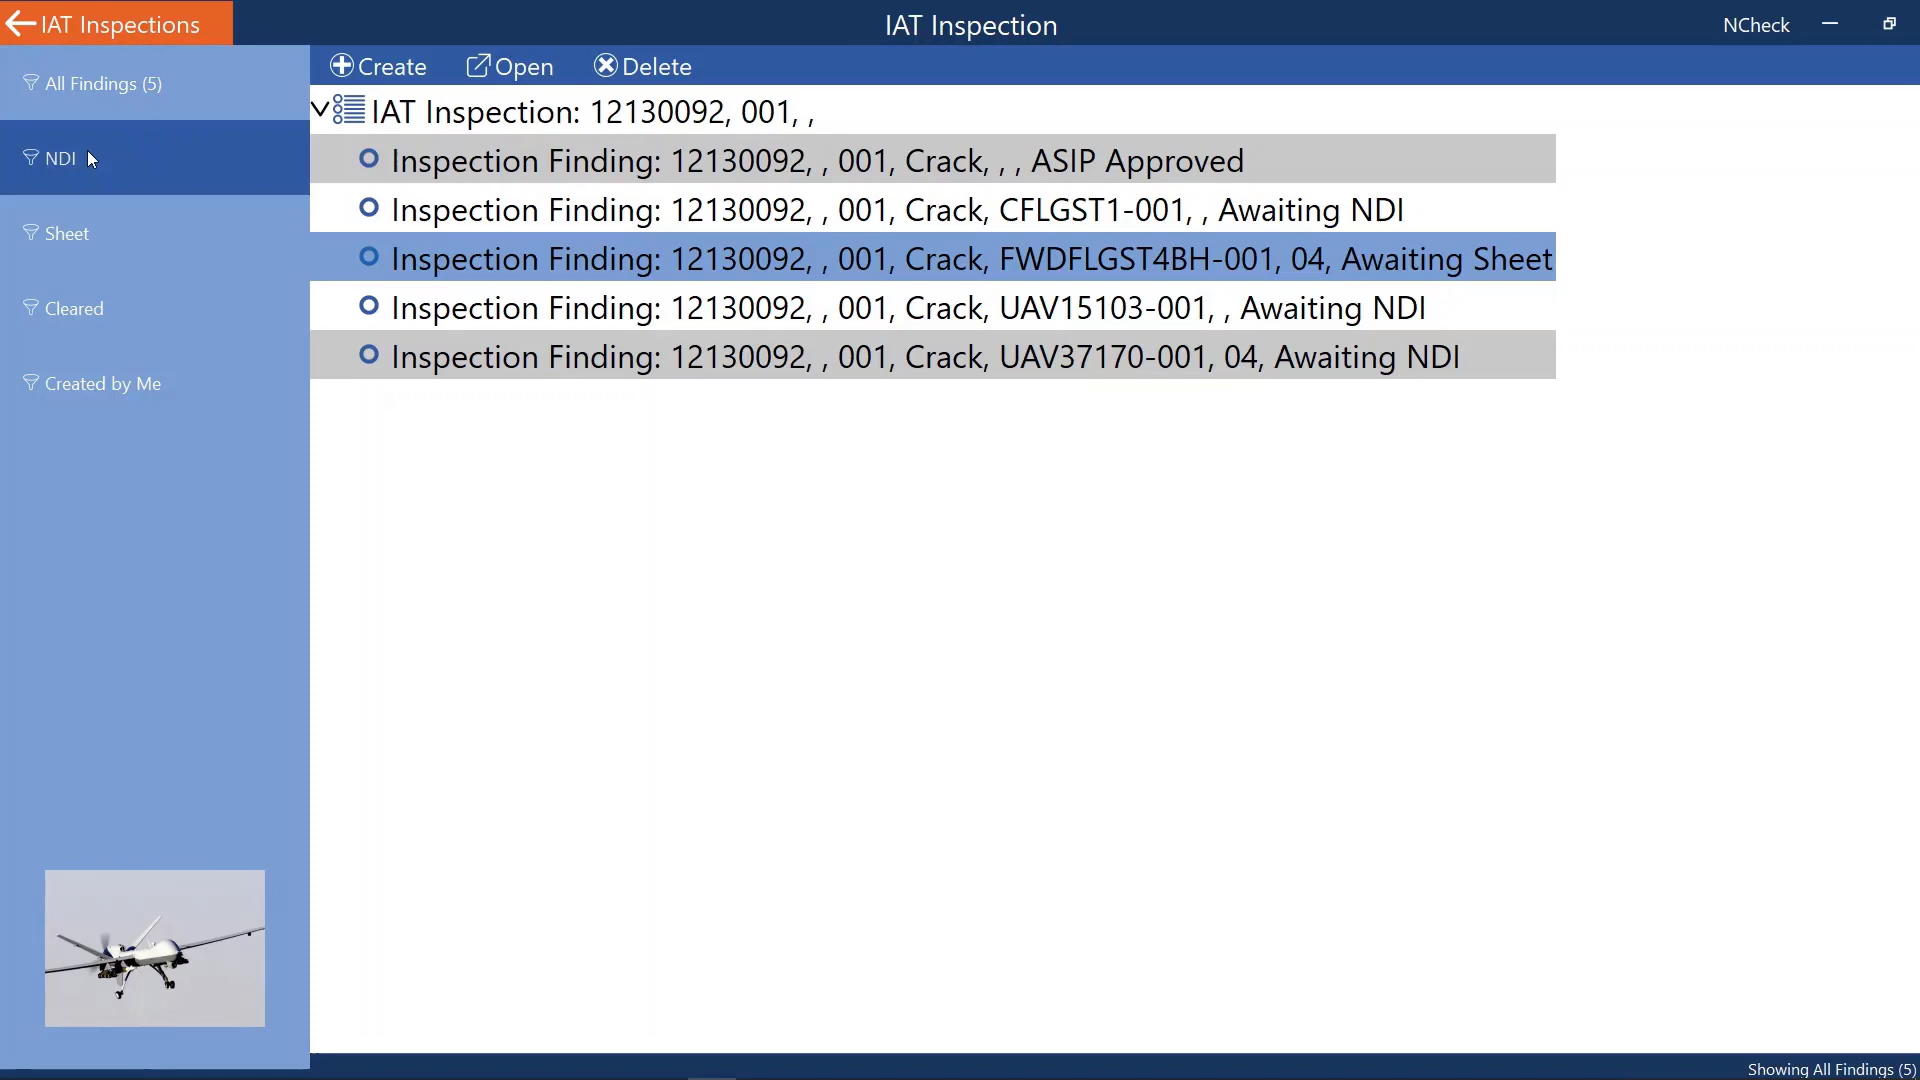 IAT Inspections
IAT Inspection
NCheck
All Findings (5)
NDI
Sheet
Cleared
Created by Me
Create
Open
Delete
IAT Inspection: 12130092, 001, ,
Inspection Finding: 12130092, , 001, Crack, , , ASIP Approved
Inspection Finding: 12130092, , 001, Crack, CFLGST1-001, , Awaiting NDI
Inspection Finding: 12130092, , 001, Crack, FWDFLGST4BH-001, 04, Awaiting Sheet
Inspection Finding: 12130092, , 001, Crack, UAV15103-001, , Awaiting NDI
Inspection Finding: 12130092, , 001, Crack, UAV37170-001, 04, Awaiting NDI
Showing All Findings (5)